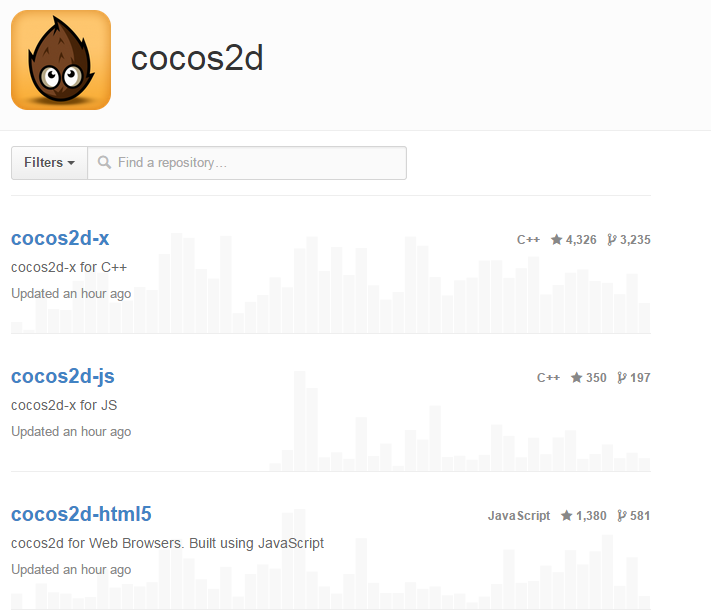 cocos2d
Filters Find a repository…
cocos2d-x C++ 4,326 3,235
cocos2d-x for C++
Updated an hour ago
cocos2d-js C++ 350 197
cocos2d-x for JS
Updated an hour ago
cocos2d-html5 JavaScript 1,380 581
cocos2d for Web Browsers. Built using JavaScript
Updated an hour ago